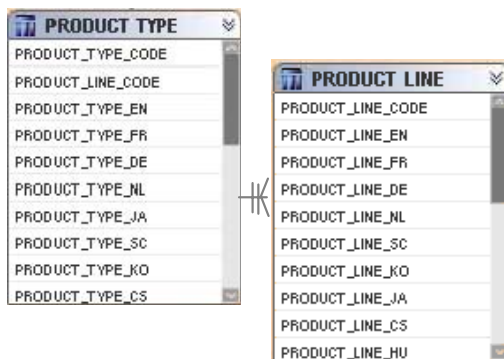 PRODUCT TYPE
PRODUCT_TYPE_CODE
PRODUCT_LINE_CODE
PRODUCT_TYPE_EN
PRODUCT_TYPE_FR
PRODUCT_TYPE_DE
PRODUCT_TYPE_NL
PRODUCT_TYPE_JA
PRODUCT_TYPE_SC
PRODUCT_TYPE_KO
PRODUCT_TYPE_CS
PRODUCT LINE
PRODUCT_LINE_CODE
PRODUCT_LINE_EN
PRODUCT_LINE_FR
PRODUCT_LINE_DE
PRODUCT_LINE_NL
PRODUCT_LINE_SC
PRODUCT_LINE_KO
PRODUCT_LINE_JA
PRODUCT_LINE_CS
PRODUCT_LINE_HU